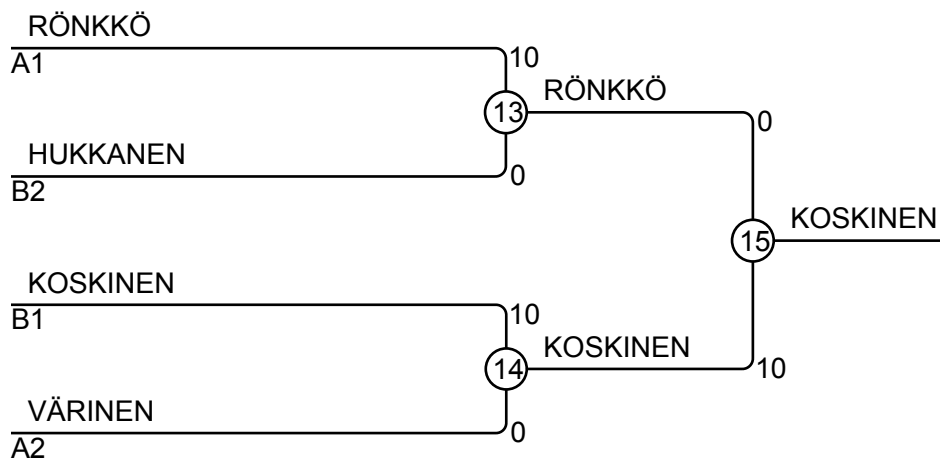 RÖNKKÖ
A1
10
13
RÖNKKÖ
0
HUKKANEN
B2
0
15
KOSKINEN
KOSKINEN
B1
10
14
KOSKINEN
10
VÄRINEN
A2
0